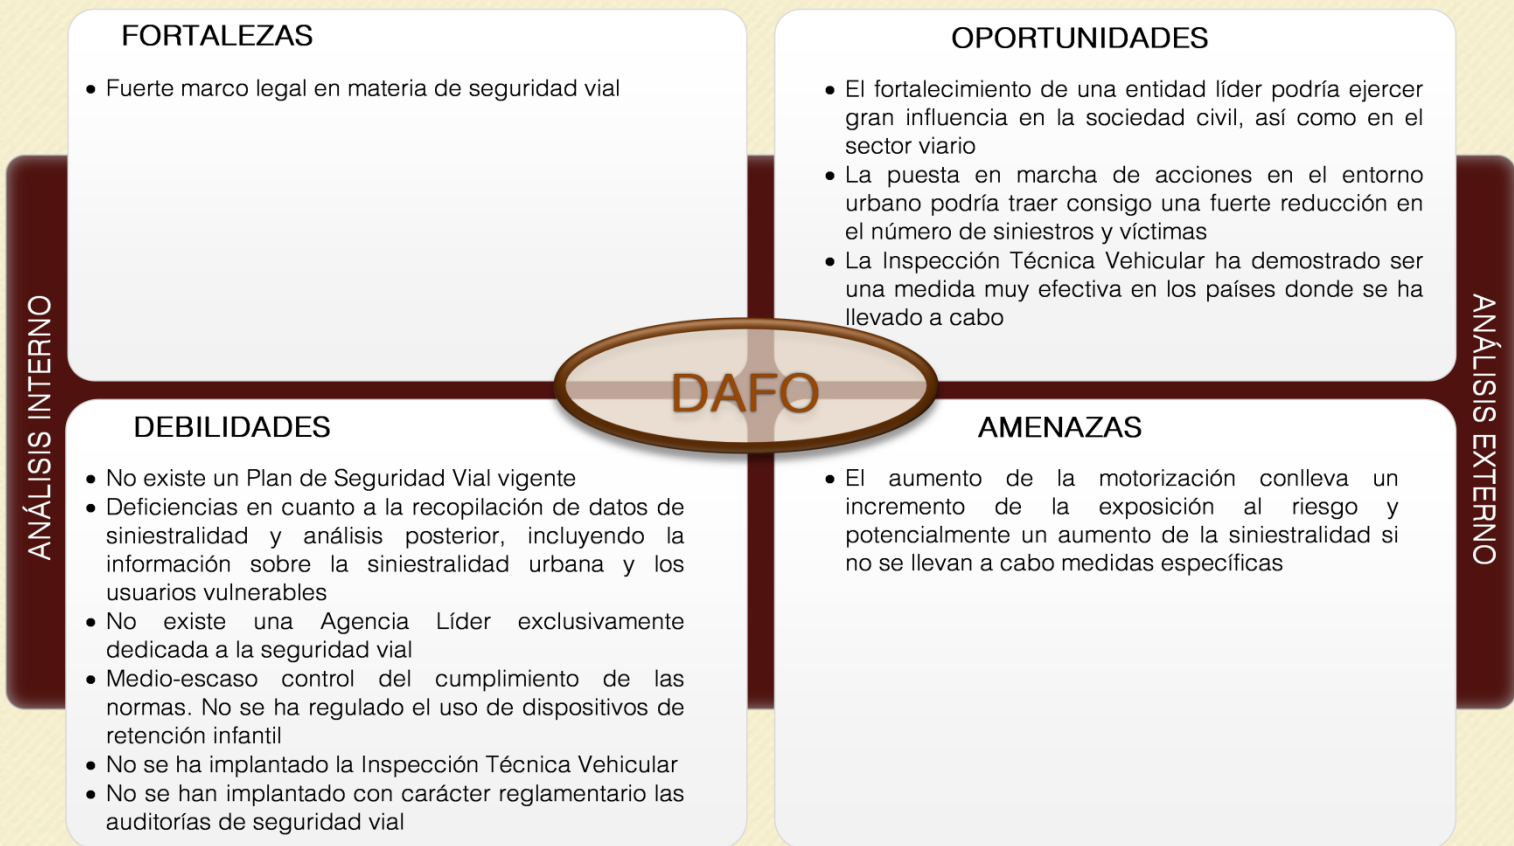 FORTALEZAS
• Fuerte marco legal en materia de seguridad vial
OPORTUNIDADES
• El fortalecimiento de una entidad líder podría ejercer
gran influencia en la sociedad civil, así como en el
sector viario
• La puesta en marcha de acciones en el entorno
urbano podría traer consigo una fuerte reducción en
el número de siniestros y víctimas
• La Inspección Técnica Vehicular ha demostrado ser
una medida muy efectiva en los países donde se ha
llevado a cabo
ANÁLISIS INTERNO
DAFO
ANÁLISIS EXTERNO
DEBILIDADES
• No existe un Plan de Seguridad Vial vigente
• Deficiencias en cuanto a la recopilación de datos de
siniestralidad y análisis posterior, incluyendo la
información sobre la siniestralidad urbana y los
usuarios vulnerables
• No existe una Agencia Líder exclusivamente
dedicada a la seguridad vial
• Medio-escaso control del cumplimiento de las
normas. No se ha regulado el uso de dispositivos de
retención infantil
• No se ha implantado la Inspección Técnica Vehicular
• No se han implantado con carácter reglamentario las
auditorías de seguridad vial
AMENAZAS
• El aumento de la motorización conlleva un
incremento de la exposición al riesgo y
potencialmente un aumento de la siniestralidad si
no se llevan a cabo medidas específicas